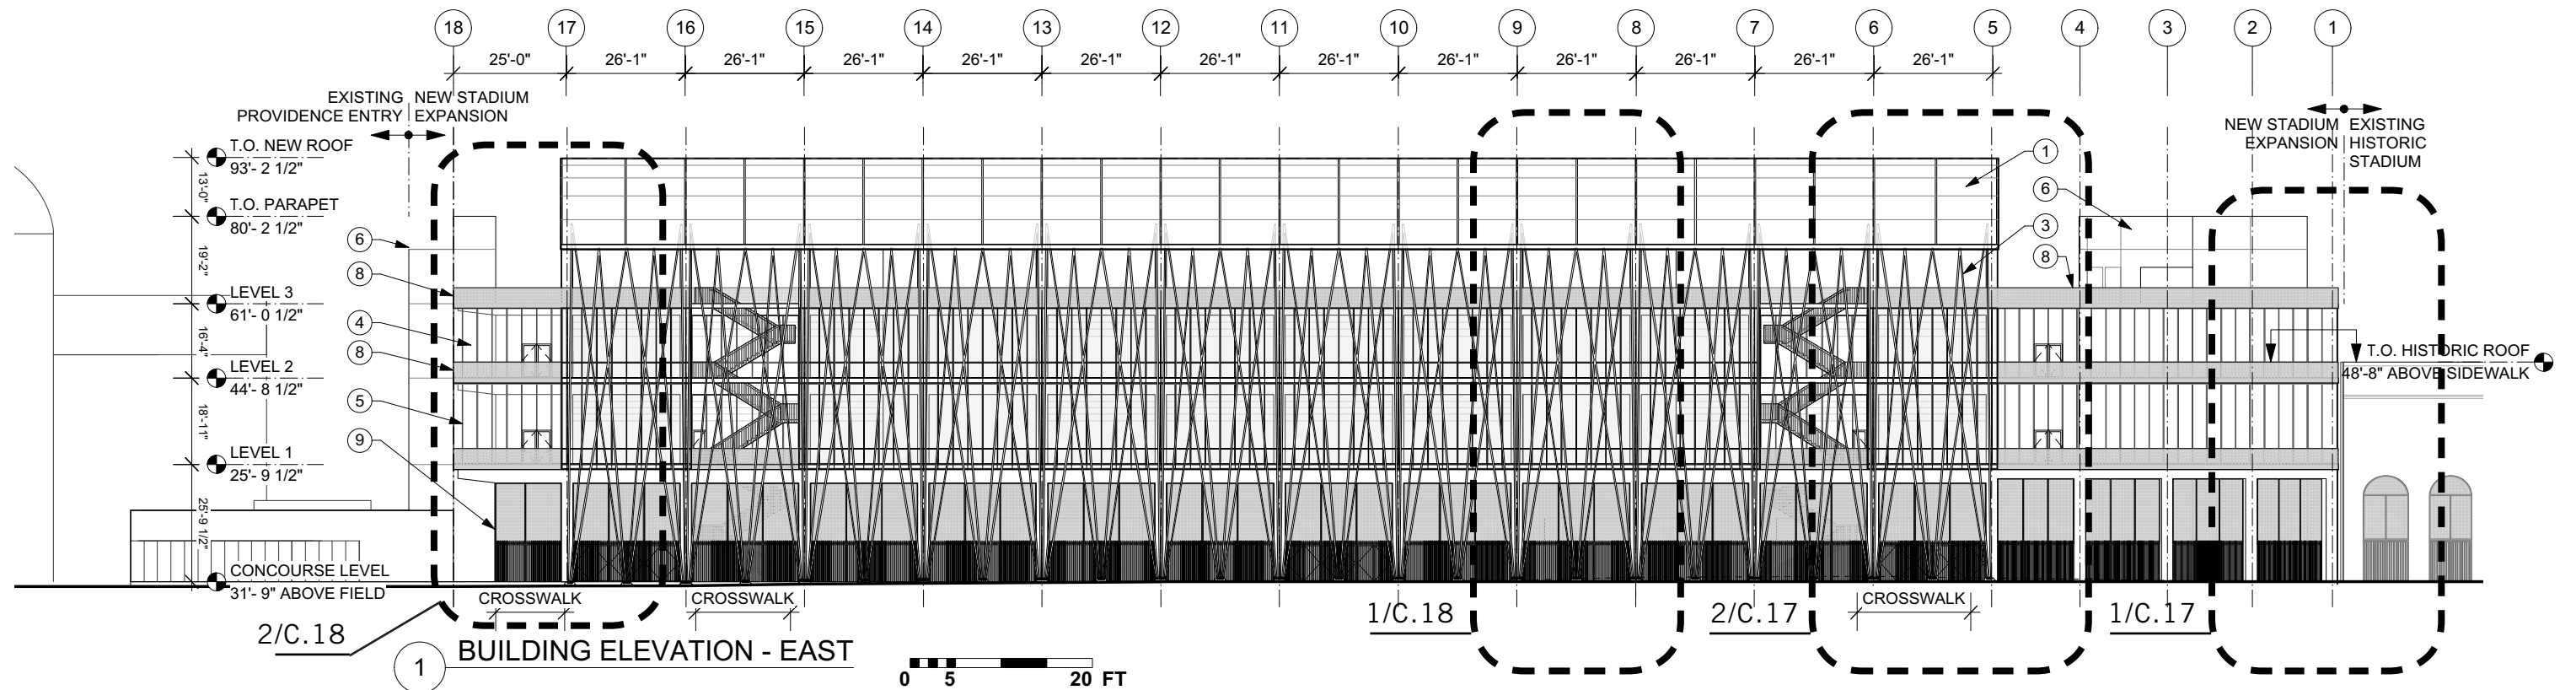 18 17 16 15 14 13 12 11 10 9 8 7 6 5 4 3 2 1
25'-0" 26'-1" 26'-1" 26'-1" 26'-1" 26'-1" 26'-1" 26'-1" 26'-1" 26'-1" 26'-1" 26'-1" 26'-1"
EXISTING
PROVIDENCE ENTRY
NEW STADIUM
EXPANSION
NEW STADIUM
EXPANSION
EXISTING
HISTORIC
STADIUM
T.O. NEW ROOF
93'- 2 1/2"
13'-0"
T.O. PARAPET
80'- 2 1/2"
19'-2"
LEVEL 3
61'- 0 1/2"
16'-4"
LEVEL 2
44'- 8 1/2"
18'-11"
LEVEL 1
25'- 9 1/2"
25'-9 1/2"
CONCOURSE LEVEL
31'- 9" ABOVE FIELD
6
8
4
8
5
9
1
6
3
8
T.O. HISTORIC ROOF
48'-8" ABOVE SIDEWALK
CROSSWALK
CROSSWALK
CROSSWALK
2/C.18
1/C.18
2/C.17
1/C.17
1 BUILDING ELEVATION - EAST
0 5 20 FT